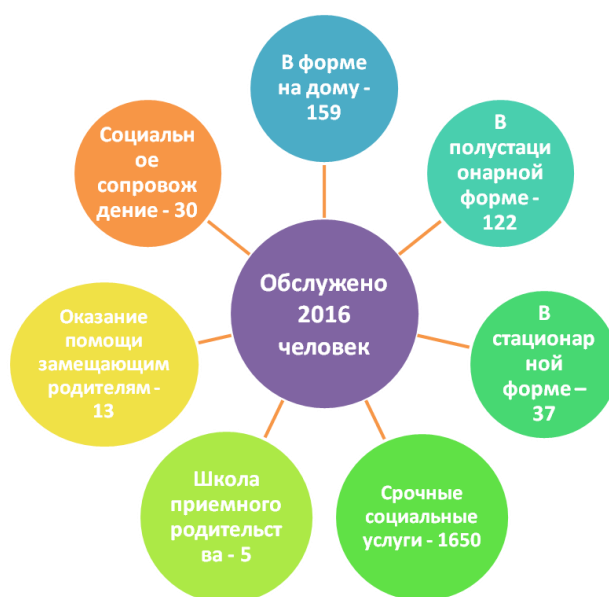 В форме
на дому -
159
В
полустаци
онарной
форме -
122
В
стационар
ной
форме –
37
Срочные
социальные
услуги - 1650
Школа
приемного
родительст
ва - 5
Оказание
помощи
замещающим
родителям -
13
Социальн
ое
сопровож
дение - 30
Обслужено
2016
человек